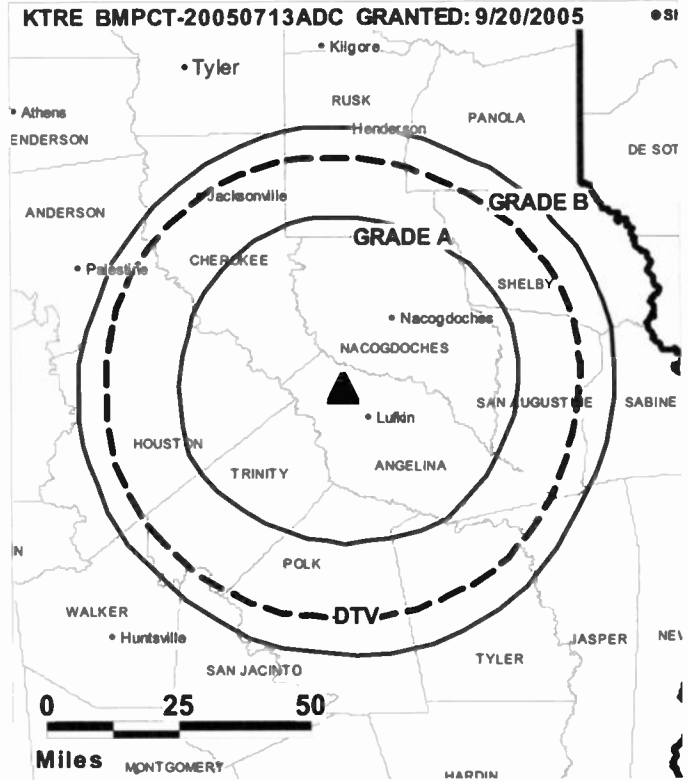 KTRE BMPCT-20050713ADC GRANTED: 9/20/2005
Kilgore
Tyler
RUSK
Athens
PANOLA
Henderson
ENDERSON
DE SOT
Jacksonville
GRADE B
ANDERSON
GRADE A
CHEROKEE
Palestine
SHELBY
Nacogdoches
NACOGDOCHES
SAN AUGUSTINE
SABINE
Lufkin
HOUSTON
TRINITY
ANGELINA
N
POLK
WALKER
DTV
Huntsville
JASPER
NEW
SAN JACINTO
TYLER
0 25 50
Miles
MONTGOMERY
HARDIN